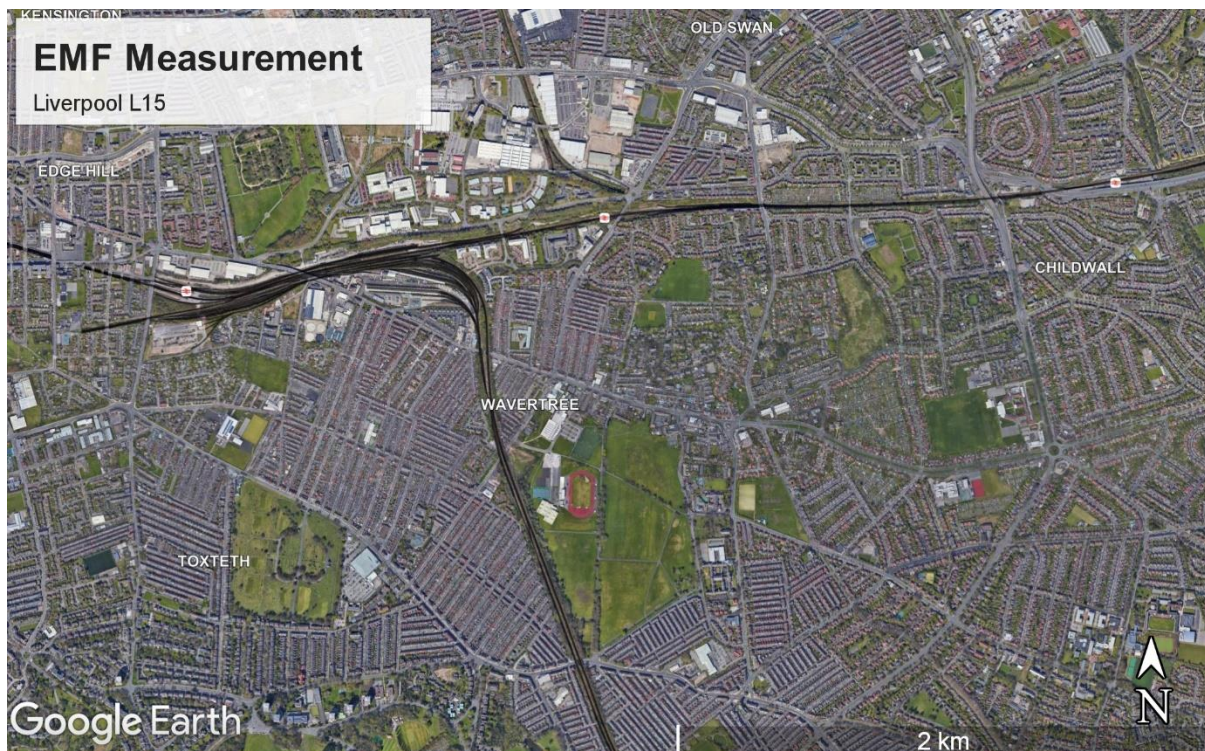 KENSINGTON
EMF Measurement
Liverpool L15
OLD SWAN
EDGE HILL
CHILDWALL
WAVERTREE
TOXTETH
Google Earth
N
2 km